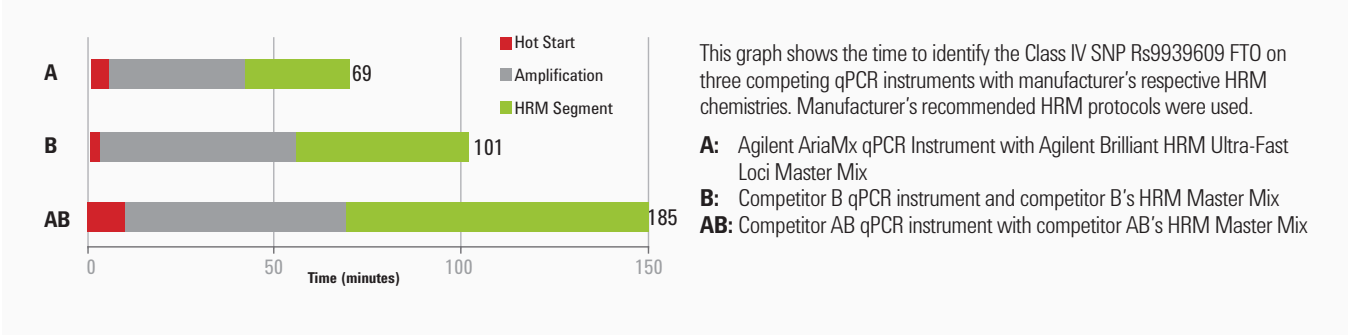 Hot Start
Amplification
HRM Segment
A
69
B
101
AB
185
0
50
100
150
Time (minutes)
This graph shows the time to identify the Class IV SNP Rs9939609 FTO on
three competing qPCR instruments with manufacturer's respective HRM
chemistries. Manufacturer's recommended HRM protocols were used.
A: Agilent AriaMx qPCR Instrument with Agilent Brilliant HRM Ultra-Fast
Loci Master Mix
B: Competitor B qPCR instrument and competitor B's HRM Master Mix
AB: Competitor AB qPCR instrument with competitor AB's HRM Master Mix